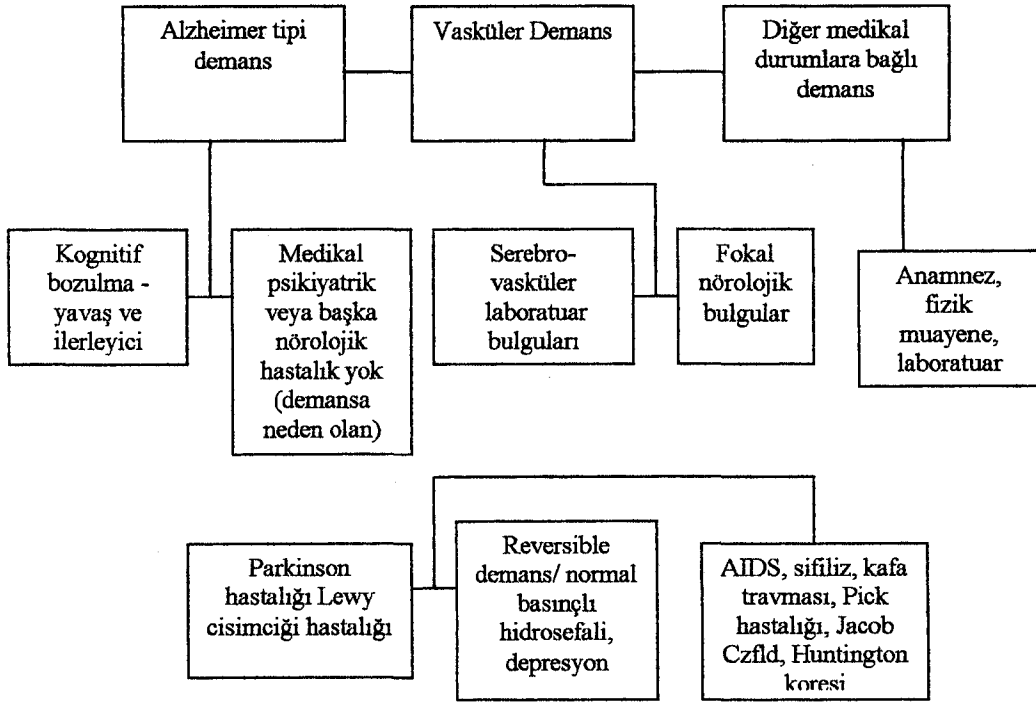 Alzheimer tipi
demans
Vasküler Demans
Diğer medikal
durumlara bağlı
demans
Kognitif
bozulma -
yavaş ve
ilerleyici
Medikal
psikiyatrik
veya başka
nörolojik
hastalık yok
(demansa
neden olan)
Serebro-
vasküler
laboratuar
bulguları
Fokal
nörolojik
bulgular
Anamnez,
fizik
muayene,
laboratuar
Parkinson
hastalığı Lewy
cisimciği hastalığı
Reversible
demans/ normal
basınçlı
hidrosefali,
depresyon
AIDS, sifiliz, kafa
travması, Pick
hastalığı, Jacob
Czfld, Huntington
koresi